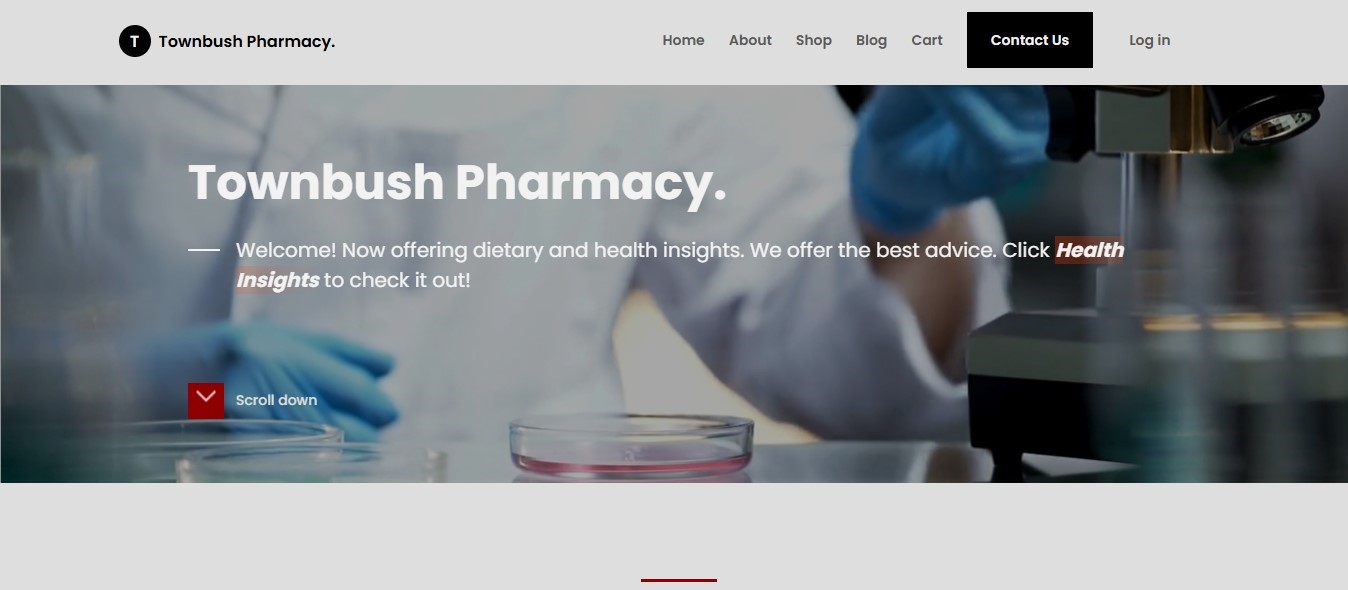 T Townbush Pharmacy.
Home About Shop Blog Cart Contact Us Log in
Townbush Pharmacy.
Welcome! Now offering dietary and health insights. We offer the best advice. Click Health
Insights to check it out!
Scroll down